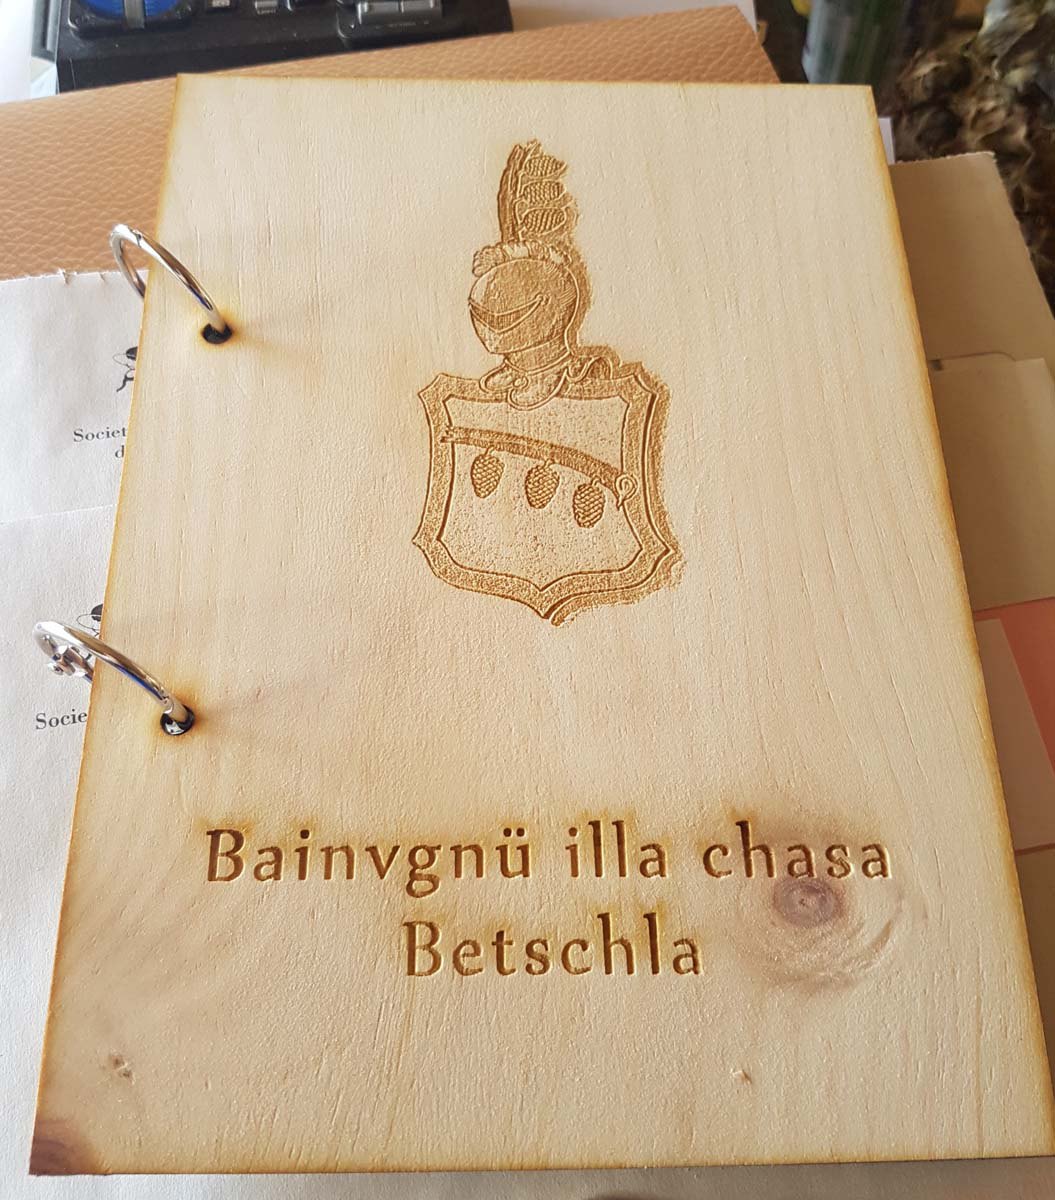 Bainvgnü illa chasa
Betschla